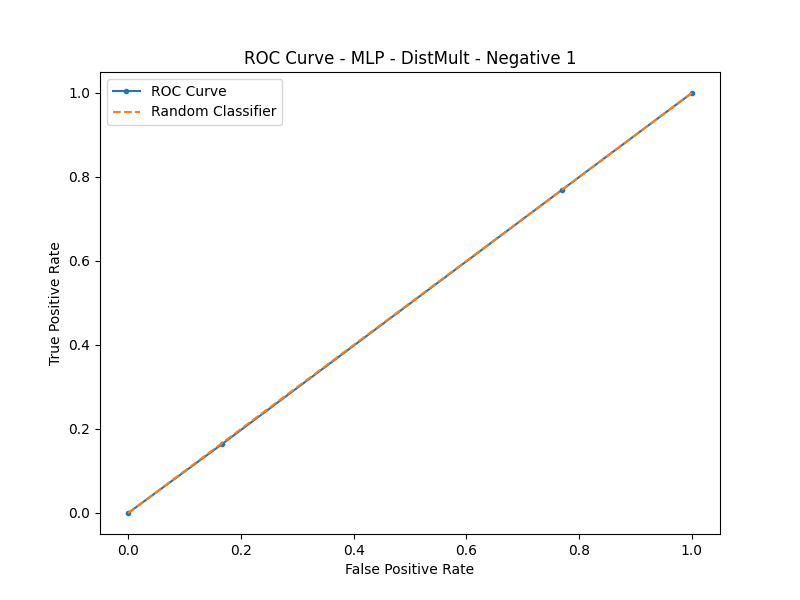 ROC Curve - MLP - DistMult - Negative 1
ROC Curve
Random Classifier
True Positive Rate
1.0
0.8
0.6
0.4
0.2
0.0
0.0 0.2 0.4 0.6 0.8 1.0
False Positive Rate